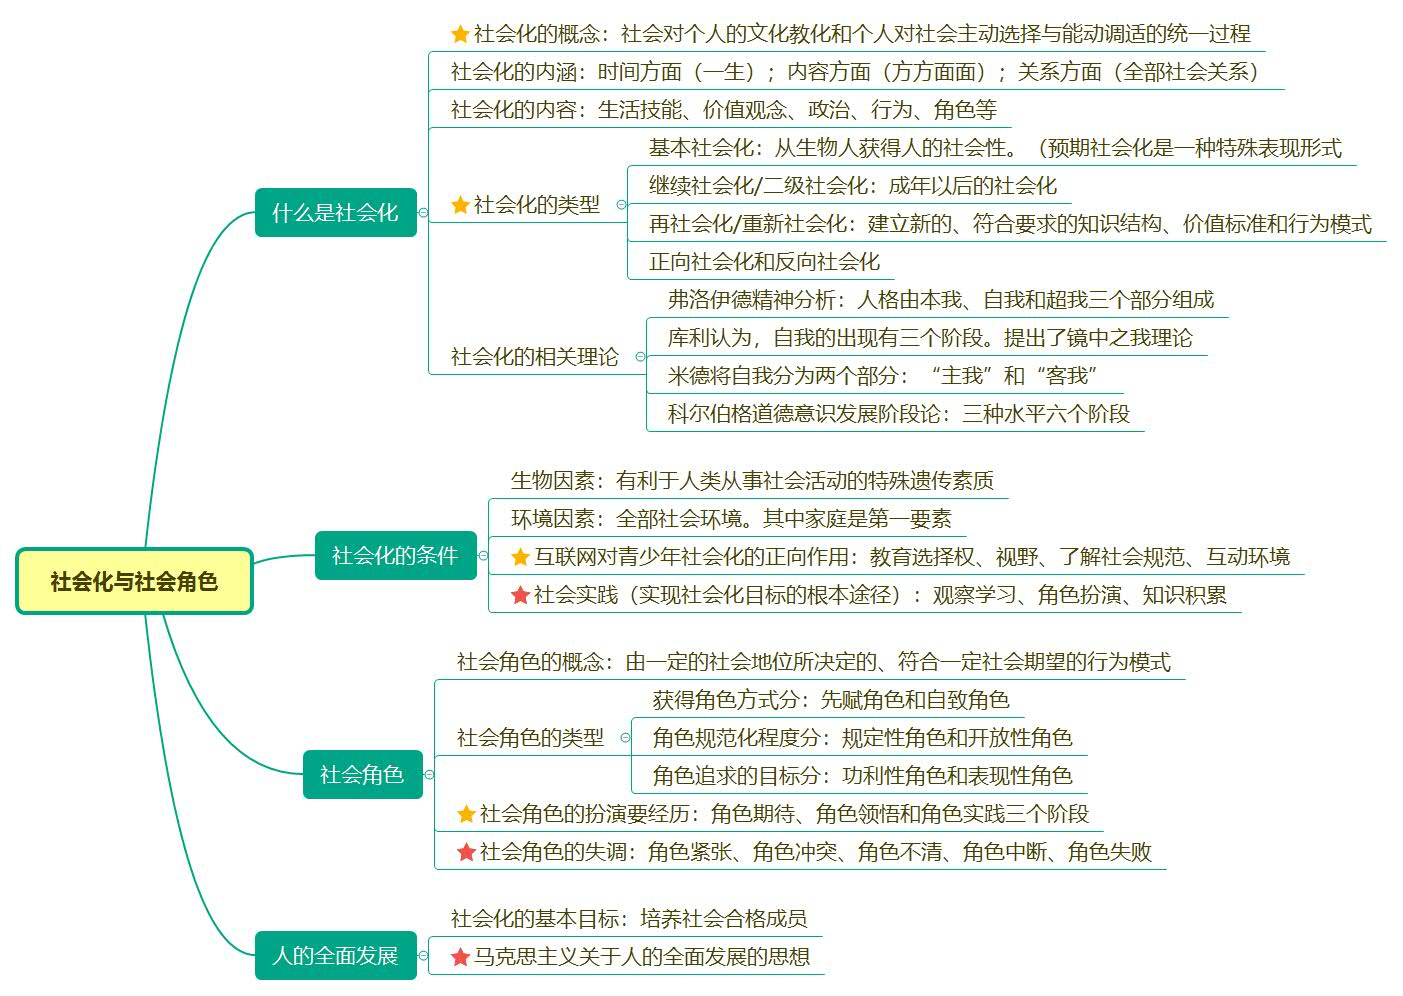 社会化的概念：社会对个人的文化教化和个人对社会主动选择与能动调适的统一过程
社会化的内涵：时间方面（一生）；内容方面（方方面面）；关系方面（全部社会关系）
社会化的内容：生活技能、价值观念、政治、行为、角色等
基本社会化：从生物人获得人的社会性。（预期社会化是一种特殊表现形式
继续社会化/二级社会化：成年以后的社会化
社会化的类型
什么是社会化
再社会化/重新社会化：建立新的、符合要求的知识结构、价值标准和行为模式
正向社会化和反向社会化
弗洛伊德精神分析：人格由本我、自我和超我三个部分组成
库利认为，自我的出现有三个阶段。提出了镜中之我理论
社会化的相关理论
米德将自我分为两个部分：“主我”和“客我”
科尔伯格道德意识发展阶段论：三种水平六个阶段
生物因素：有利于人类从事社会活动的特殊遗传素质
环境因素：全部社会环境。其中家庭是第一要素
社会化的条件
互联网对青少年社会化的正向作用：教育选择权、视野、了解社会规范、互动环境
社会化与社会角色
社会实践（实现社会化目标的根本途径）：观察学习、角色扮演、知识积累
社会角色的概念：由一定的社会地位所决定的、符合一定社会期望的行为模式
获得角色方式分：先赋角色和自致角色
社会角色的类型
角色规范化程度分：规定性角色和开放性角色
社会角色
角色追求的目标分：功利性角色和表现性角色
社会角色的扮演要经历：角色期待、角色领悟和角色实践三个阶段
社会角色的失调：角色紧张、角色冲突、角色不清、角色中断、角色失败
社会化的基本目标：培养社会合格成员
人的全面发展
马克思主义关于人的全面发展的思想